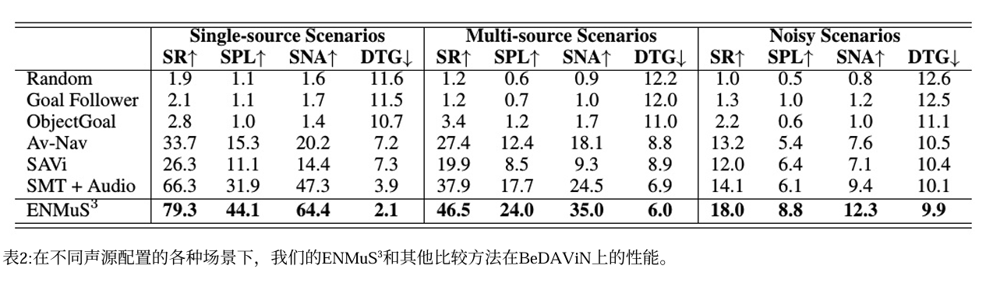 Single-source Scenarios Multi-source Scenarios Noisy Scenarios
SR↑ SPL↑ SNA↑ DTG↓ SR↑ SPL↑ SNA↑ DTG↓ SR↑ SPL↑ SNA↑ DTG↓
Random 1.9 1.1 1.6 11.6 1.2 0.6 0.9 12.2 1.0 0.5 0.8 12.6
Goal Follower 2.1 1.1 1.7 11.5 1.2 0.7 1.0 12.0 1.3 1.0 1.2 12.5
ObjectGoal 2.8 1.0 1.4 10.7 3.4 1.2 1.7 11.0 2.2 0.6 1.0 11.1
Av-Nav 33.7 15.3 20.2 7.2 27.4 12.4 18.1 8.8 13.2 5.4 7.6 10.5
SAVi 26.3 11.1 14.4 7.3 19.9 8.5 9.3 8.9 12.0 6.4 7.1 10.4
SMT + Audio 66.3 31.9 47.3 3.9 37.9 17.7 24.5 6.9 14.1 6.1 9.4 10.1
ENMuS³ 79.3 44.1 64.4 2.1 46.5 24.0 35.0 6.0 18.0 8.8 12.3 9.9
表2:在不同声源配置的各种场景下，我们的ENMuS³和其他比较方法在BeDAViN上的性能。